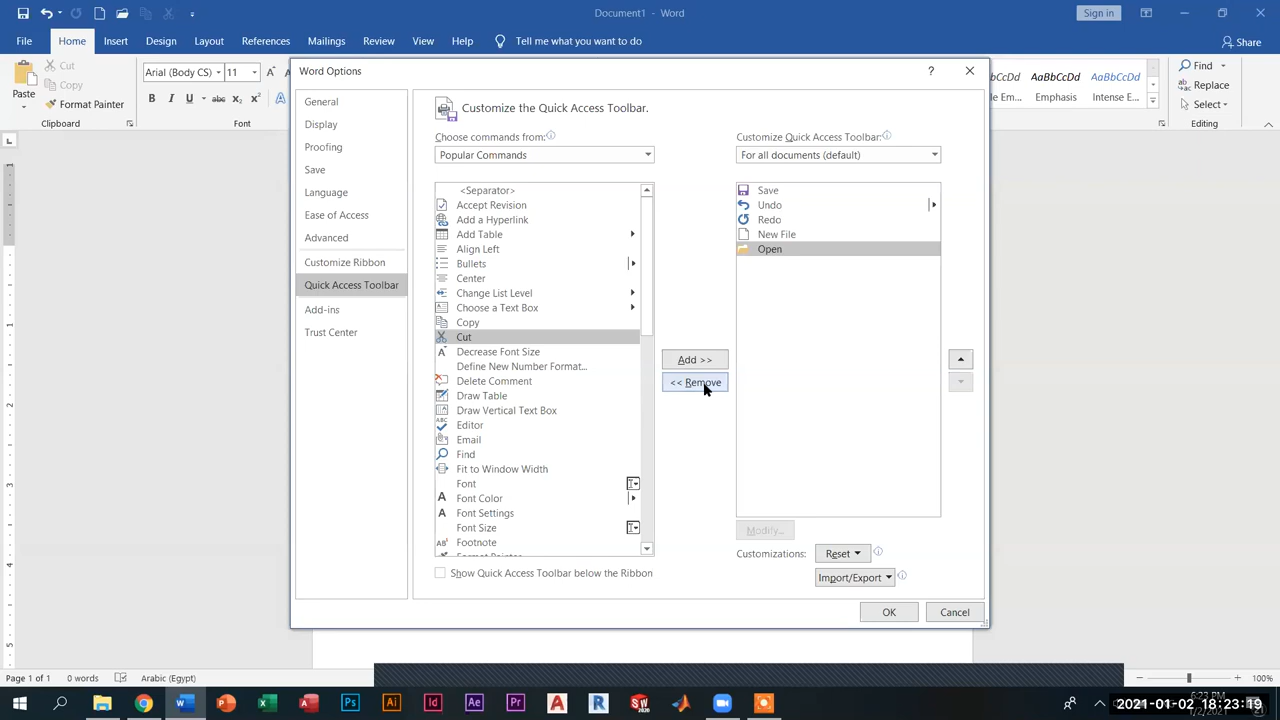 Document1 - Word
Sign in
File
Home
Insert
Design
Layout
References
Mailings
Review
View
Help
Tell me what you want to do
Share
Paste
Cut
Copy
Format Painter
Clipboard
Arial (Body CS)
11
B I U abc X₂ X²
Font
AaBbCcDd AaBbCcDd
Emphasis
Intense E...
Find
Replace
Select
Editing
Word Options
General
Display
Proofing
Save
Language
Ease of Access
Advanced
Customize Ribbon
Quick Access Toolbar
Add-ins
Trust Center
Customize the Quick Access Toolbar.
Choose commands from:
Popular Commands
<Separator>
Accept Revision
Add a Hyperlink
Add Table
Align Left
Bullets
Center
Change List Level
Choose a Text Box
Copy
Cut
Decrease Font Size
Define New Number Format...
Delete Comment
Draw Table
Draw Vertical Text Box
Editor
Email
Find
Fit to Window Width
Font
Font Color
Font Settings
Font Size
Footnote
Format Painter
Show Quick Access Toolbar below the Ribbon
Add >>
<< Remove
Customize Quick Access Toolbar:
For all documents (default)
Save
Undo
Redo
New File
Open
Modify...
Customizations:
Reset
Import/Export
OK
Cancel
Page 1 of 1
0 words
Arabic (Egypt)
100%
2021-01-02 18:23:19